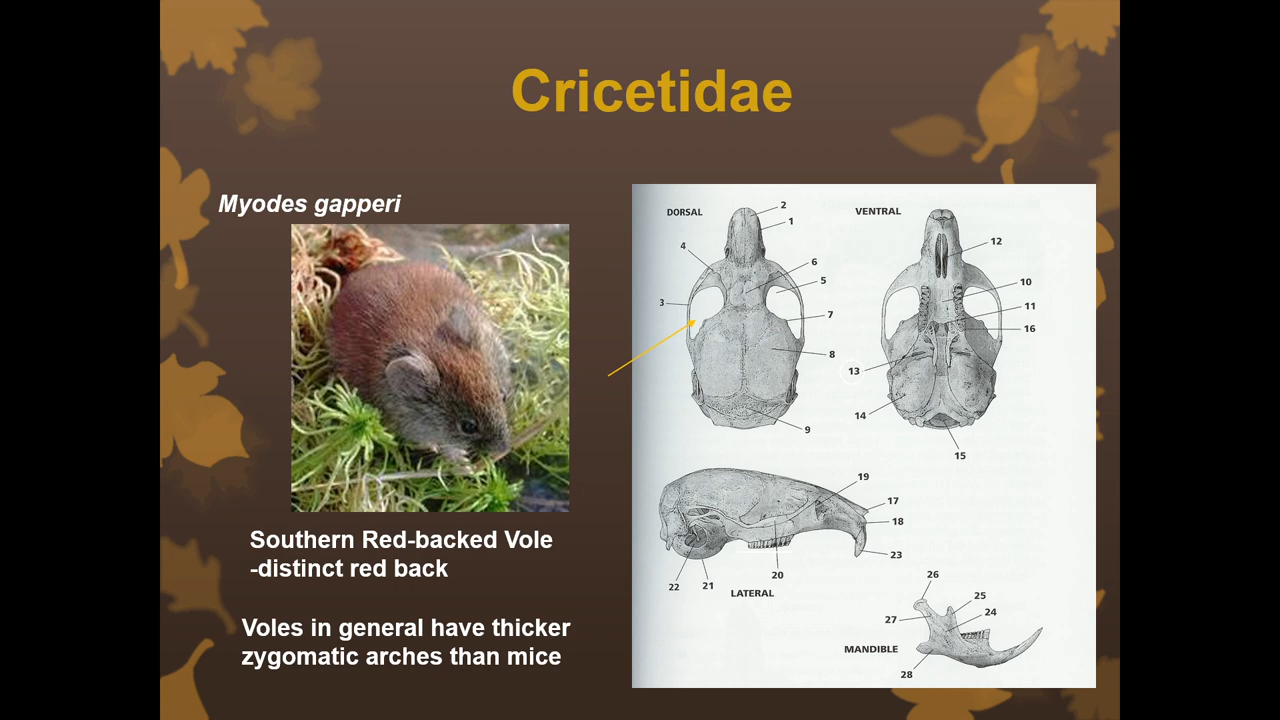 Cricetidae
Myodes gapperi
Southern Red-backed Vole
-distinct red back
Voles in general have thicker
zygomatic arches than mice
DORSAL
2
1
4
6
5
3
7
8
9
VENTRAL
12
10
11
16
13
14
15
19
17
18
23
20
22
21
LATERAL
26
25
24
27
MANDIBLE
28